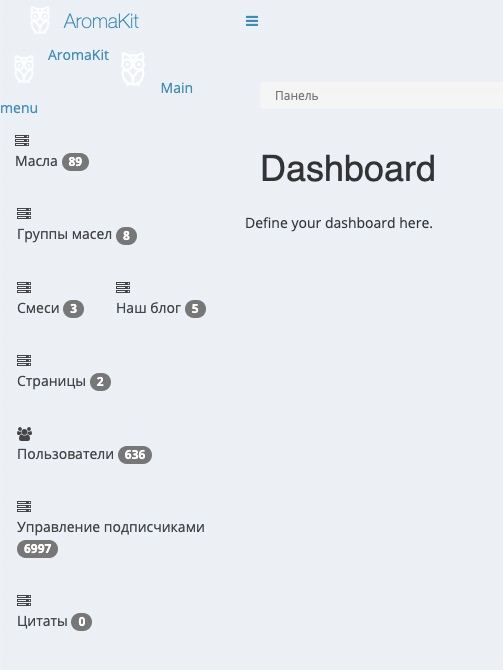 AromaKit
AromaKit
Main
menu
Панель
Dashboard
Define your dashboard here.
Масла 89
Группы масел 8
Смеси 3
Наш блог 5
Страницы 2
Пользователи 636
Управление подписчиками
6997
Цитаты 0